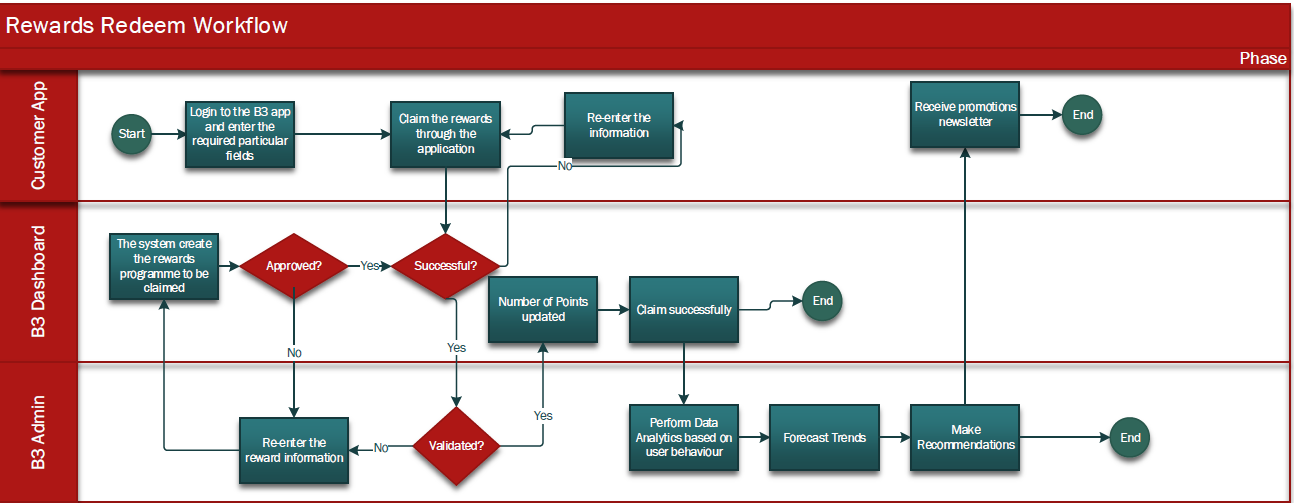 Rewards Redeem Workflow
Phase
Customer App
Start
Login to the B3 app
and enter the
required particular
fields
Claim the rewards
through the
application
Re-enter the
information
No
Receive promotions
newsletter
End
B3 Dashboard
The system create
the rewards
programme to be
claimed
Approved?
Yes
Successful?
Number of Points
updated
Claim successfully
End
No
Yes
B3 Admin
Re-enter the
reward information
No
Validated?
Yes
Perform Data
Analytics based on
user behaviour
Forecast Trends
Make
Recommendations
End